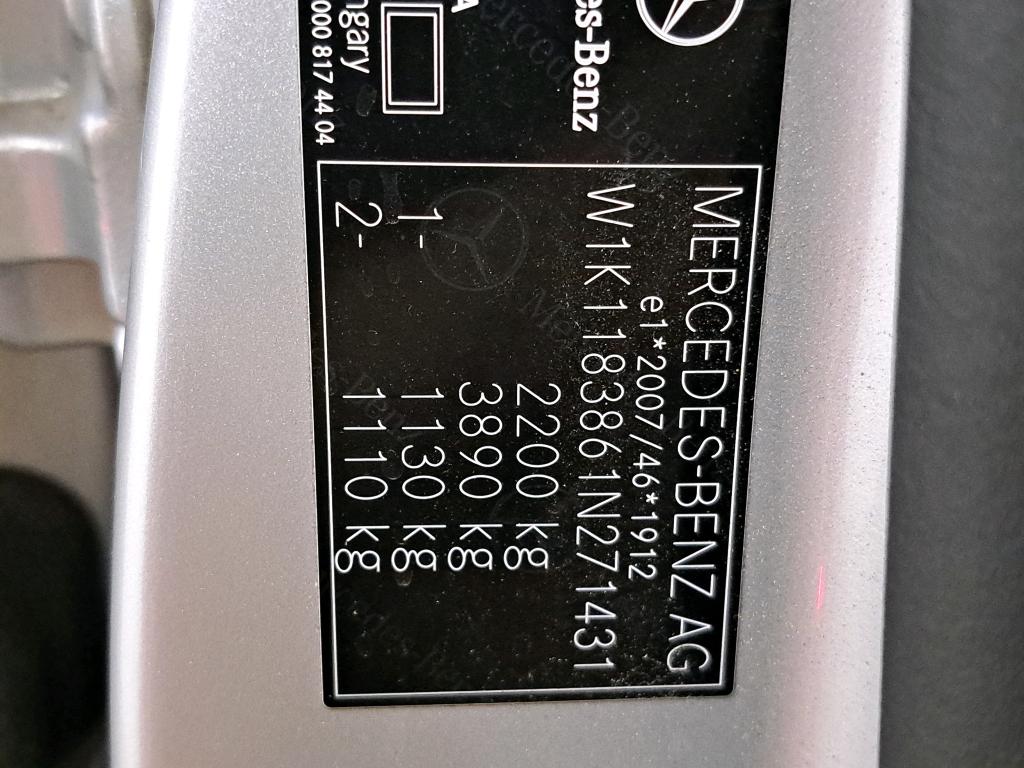 es-Benz
A
ngary
000 817 44 04
MERCEDES-BENZ AG
e1*2007/46*1912
W1K1183861N271431
2200 kg
3890 kg
1- 1130 kg
2- 1110 kg